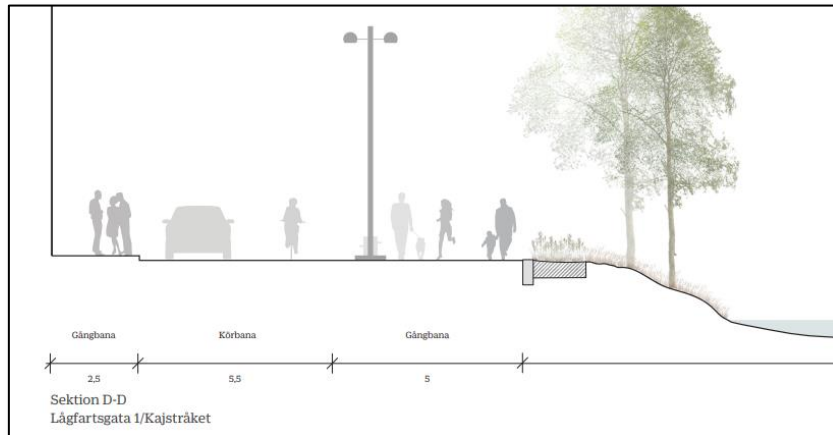 Gångbana
Körbana
Gångbana
2,5
5,5
5
Sektion D-D
Lågfartsgata 1/Kajstråket